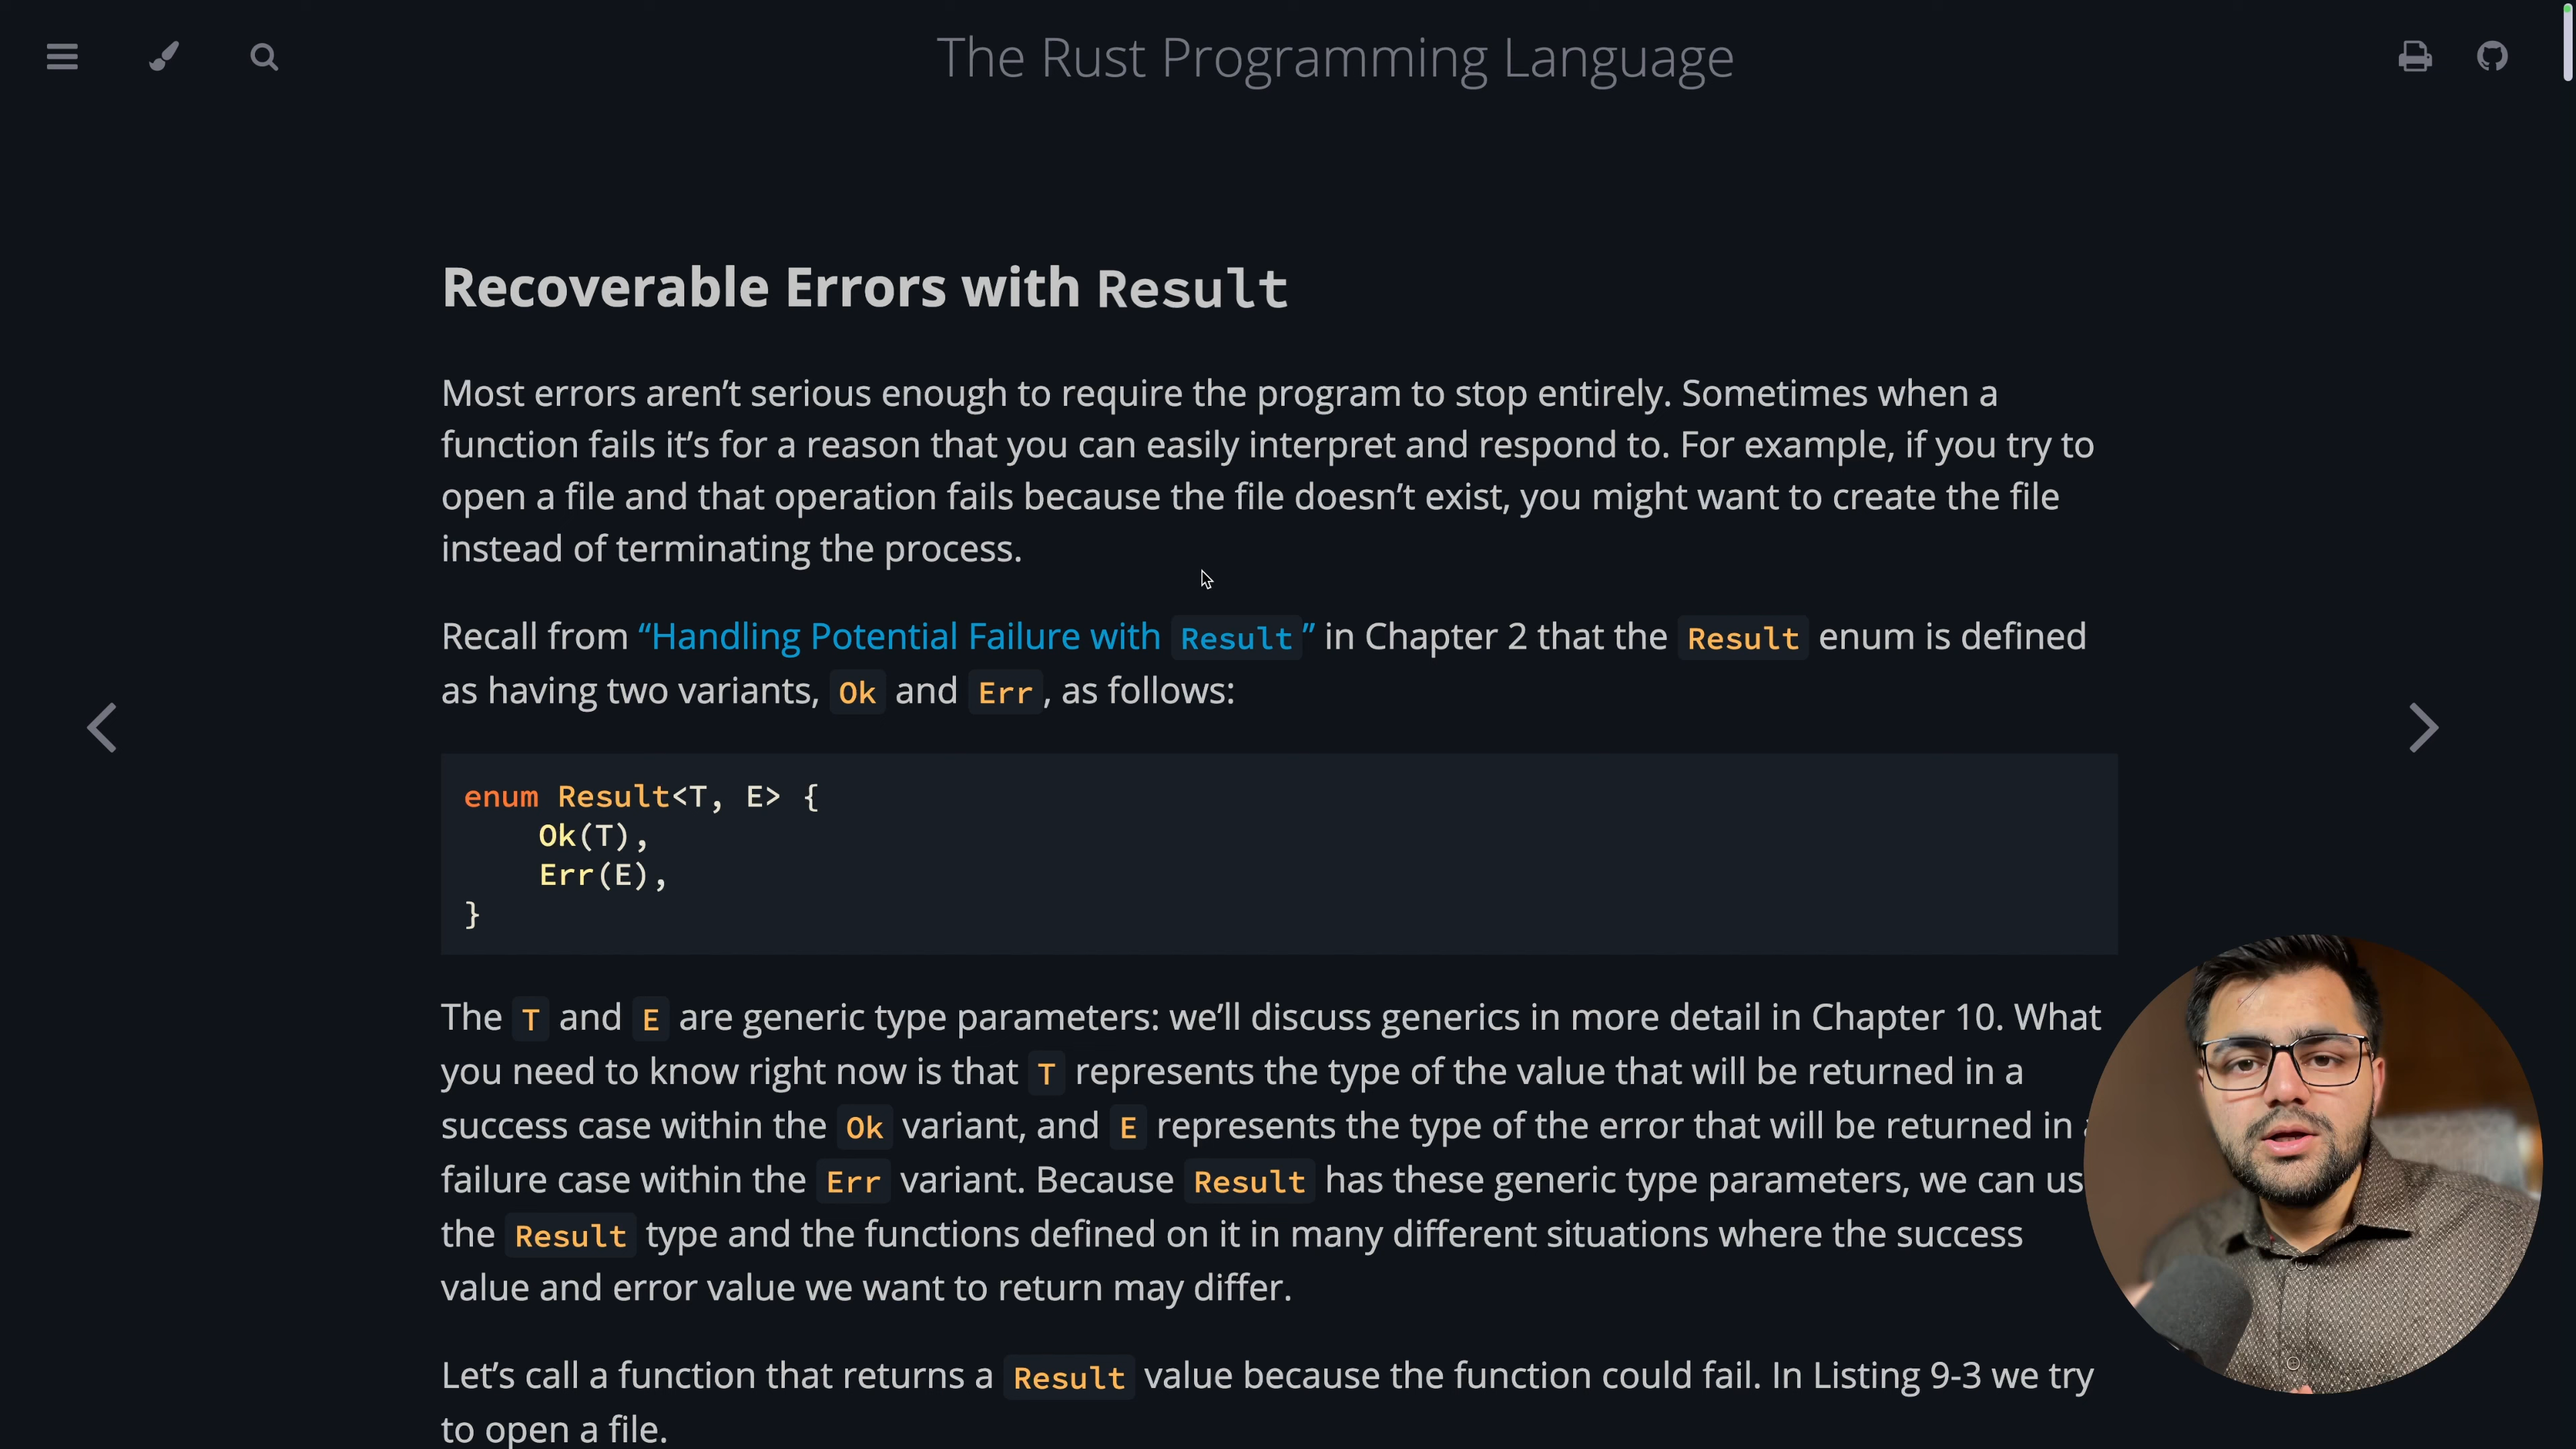 The Rust Programming Language
Recoverable Errors with Result
Most errors aren’t serious enough to require the program to stop entirely. Sometimes when a
function fails it’s for a reason that you can easily interpret and respond to. For example, if you try to
open a file and that operation fails because the file doesn’t exist, you might want to create the file
instead of terminating the process.
Recall from “Handling Potential Failure with Result” in Chapter 2 that the Result enum is defined
as having two variants, Ok and Err, as follows:
enum Result<T, E> {
    Ok(T),
    Err(E),
}
The T and E are generic type parameters: we’ll discuss generics in more detail in Chapter 10. What
you need to know right now is that T represents the type of the value that will be returned in a
success case within the Ok variant, and E represents the type of the error that will be returned in
failure case within the Err variant. Because Result has these generic type parameters, we can
the Result type and the functions defined on it in many different situations where the success
value and error value we want to return may differ.
Let’s call a function that returns a Result value because the function could fail. In Listing 9-3 we try
to open a file.